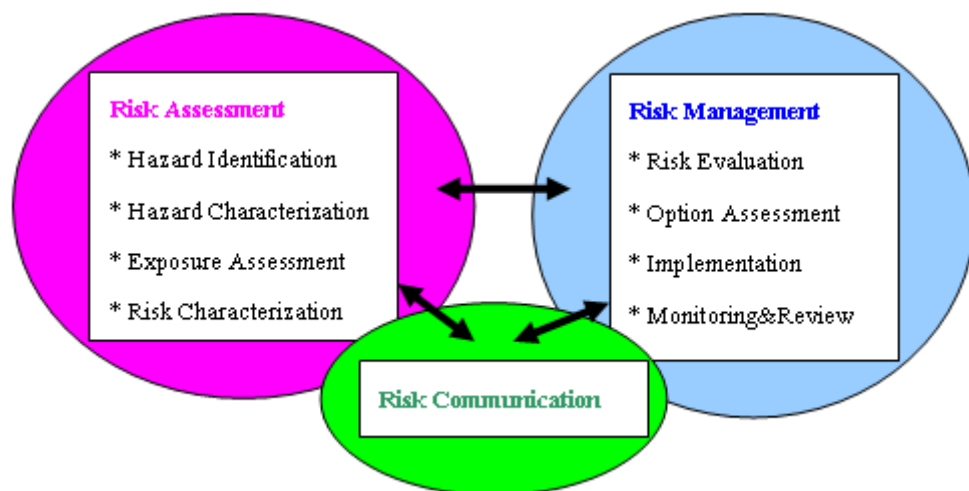 Risk Assessment
* Hazard Identification
* Hazard Characterization
* Exposure Assessment
* Risk Characterization
Risk Management
* Risk Evaluation
* Option Assessment
* Implementation
* Monitoring&Review
Risk Communication